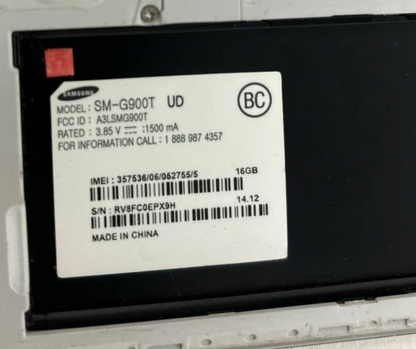 SAMSUNG
MODEL: SM-G900T UD
FCC ID : A3LSMG900T
RATED : 3.85 V ⎓ ; 1500 mA
FOR INFORMATION CALL : 1 888 987 4357
BC
IMEI : 357536/06/052755/5 16GB
S/N : RV8FC0EPX9H 14.12
MADE IN CHINA